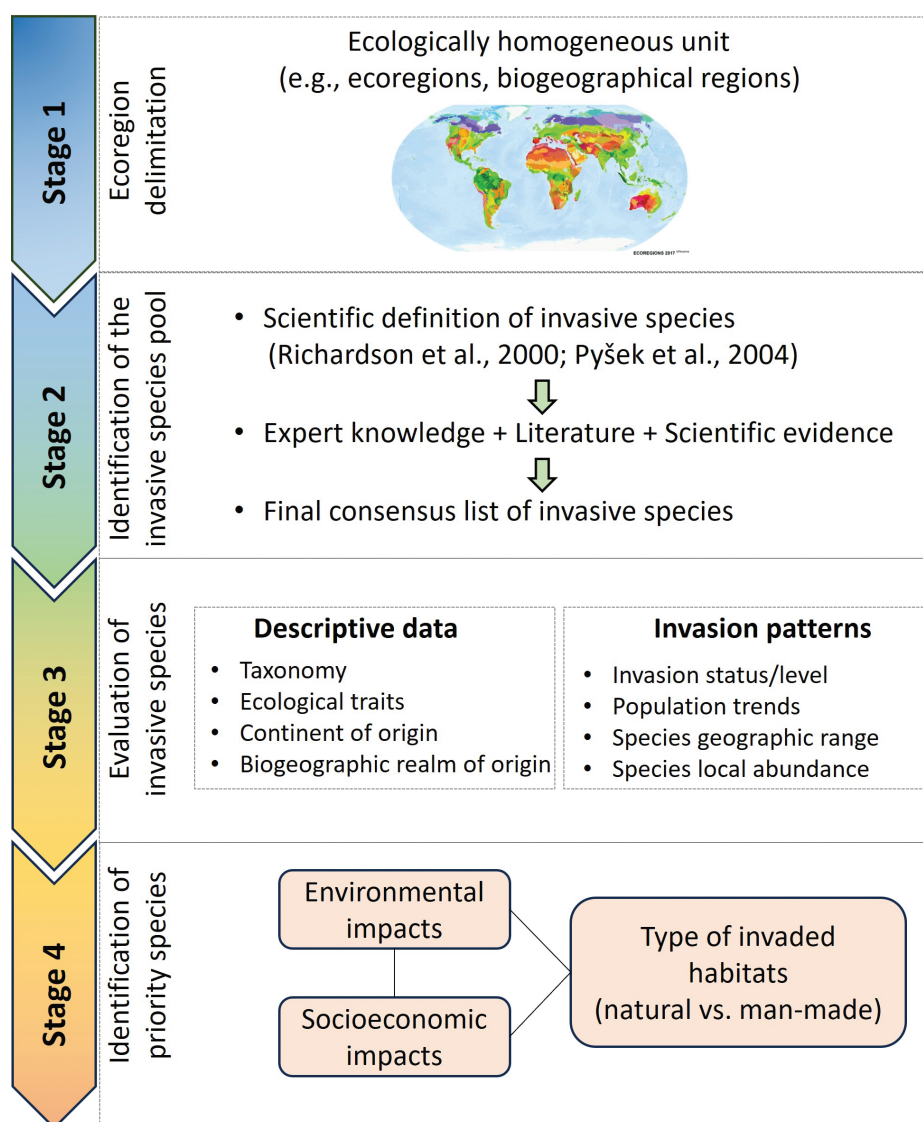 Stage 1
Ecoregion
delimitation
Ecologically homogeneous unit
(e.g., ecoregions, biogeographical regions)
ECOREGIONS 2017
Stage 2
Identification of the
invasive species pool
• Scientific definition of invasive species
(Richardson et al., 2000; Pyšek et al., 2004)
• Expert knowledge + Literature + Scientific evidence
• Final consensus list of invasive species
Stage 3
Evaluation of
invasive species
Descriptive data
• Taxonomy
• Ecological traits
• Continent of origin
• Biogeographic realm of origin
Invasion patterns
• Invasion status/level
• Population trends
• Species geographic range
• Species local abundance
Stage 4
Identification of
priority species
Environmental
impacts
Socioeconomic
impacts
Type of invaded
habitats
(natural vs. man-made)